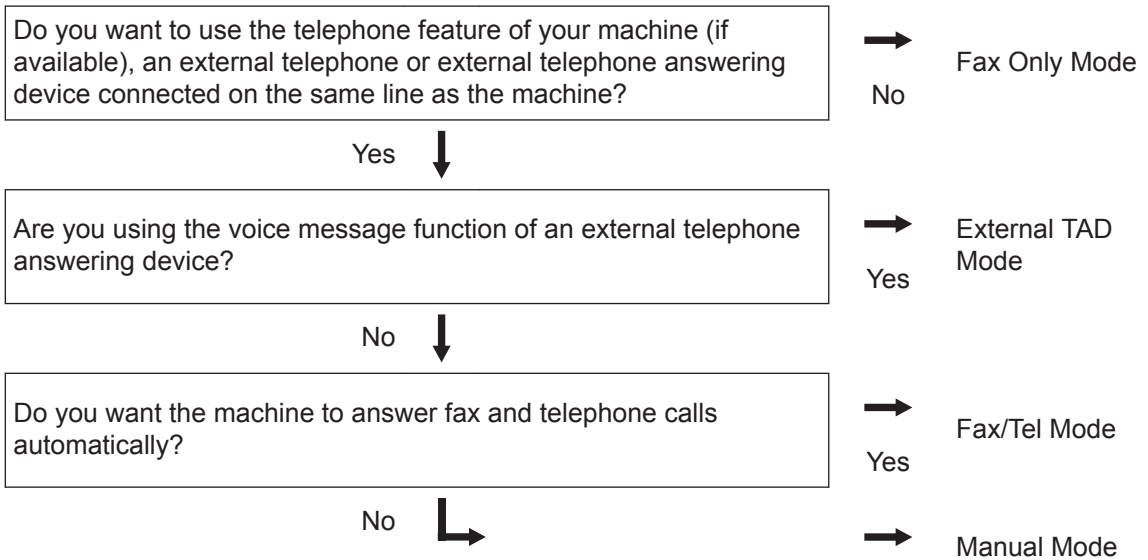 Do you want to use the telephone feature of your machine (if
available), an external telephone or external telephone answering
device connected on the same line as the machine?
No
Fax Only Mode
Yes
Are you using the voice message function of an external telephone
answering device?
Yes
External TAD
Mode
No
Do you want the machine to answer fax and telephone calls
automatically?
Yes
Fax/Tel Mode
No
Manual Mode